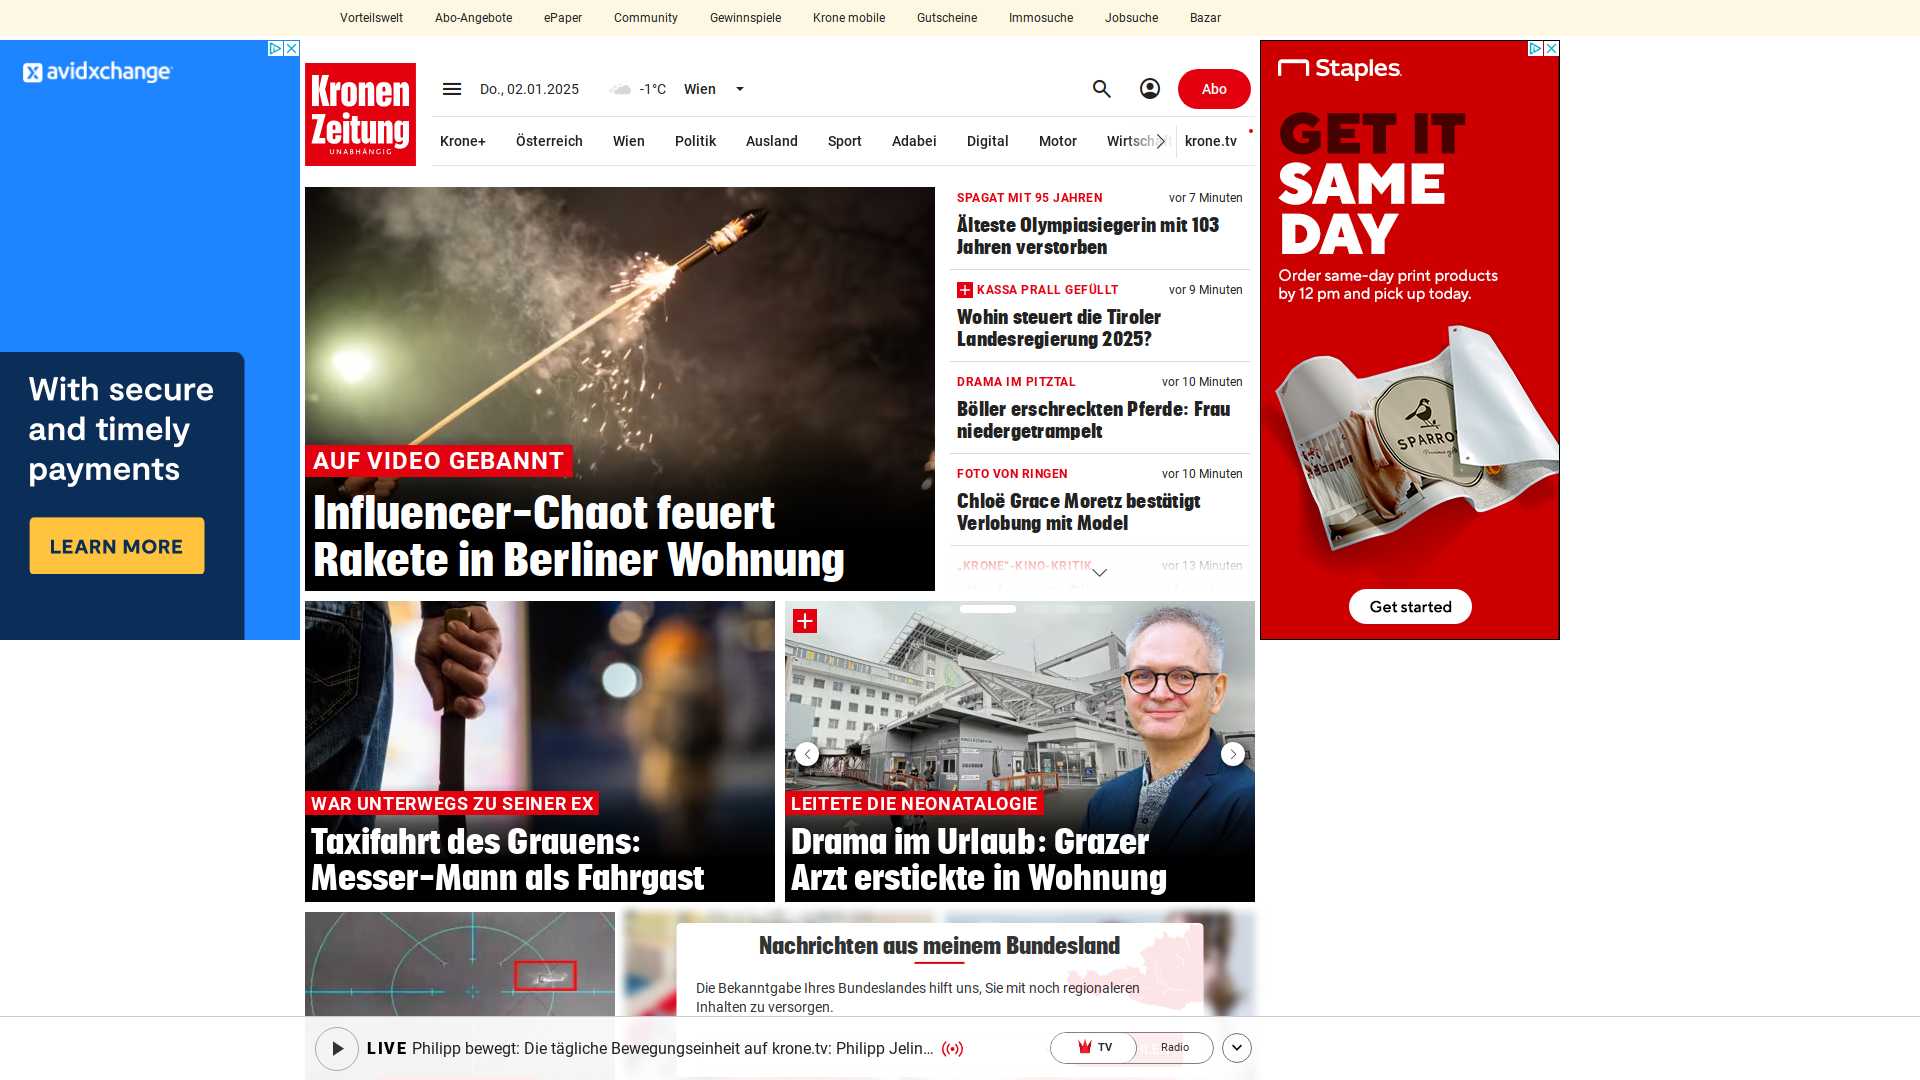 Vorteilswelt Abo-Angebote ePaper Community Gewinnspiele Krone mobile Gutscheine Immosuche Jobsuche Bazar
avidxchange
With secure
and timely
payments
LEARN MORE
Kronen
Zeitung
UNABHÄNGIG
Do., 02.01.2025 -1°C Wien
Abo
Krone+ Österreich Wien Politik Ausland Sport Adabei Digital Motor Wirtsch krone.tv
AUF VIDEO GEBANNT
Influencer-Chaot feuert
Rakete in Berliner Wohnung
SPAGAT MIT 95 JAHREN vor 7 Minuten
Älteste Olympiasiegerin mit 103
Jahren verstorben
KASSA PRALL GEFÜLLT vor 9 Minuten
Wohin steuert die Tiroler
Landesregierung 2025?
DRAMA IM PITZTAL vor 10 Minuten
Böller erschreckten Pferde: Frau
niedergetrampelt
FOTO VON RINGEN vor 10 Minuten
Chloë Grace Moretz bestätigt
Verlobung mit Model
„KRONE“-KINO-KRITIK vor 13 Minuten
Staples
GET IT
SAME
DAY
Order same-day print products
by 12 pm and pick up today.
SPARRO
Get started
WAR UNTERWEGS ZU SEINER EX
Taxifahrt des Grauens:
Messer-Mann als Fahrgast
LEITETE DIE NEONATALOGIE
Drama im Urlaub: Grazer
Arzt erstickte in Wohnung
Nachrichten aus meinem Bundesland
Die Bekanntgabe Ihres Bundeslandes hilft uns, Sie mit noch regionaleren
Inhalten zu versorgen.
LIVE Philipp bewegt: Die tägliche Bewegungseinheit auf krone.tv: Philipp Jelin...
TV Radio